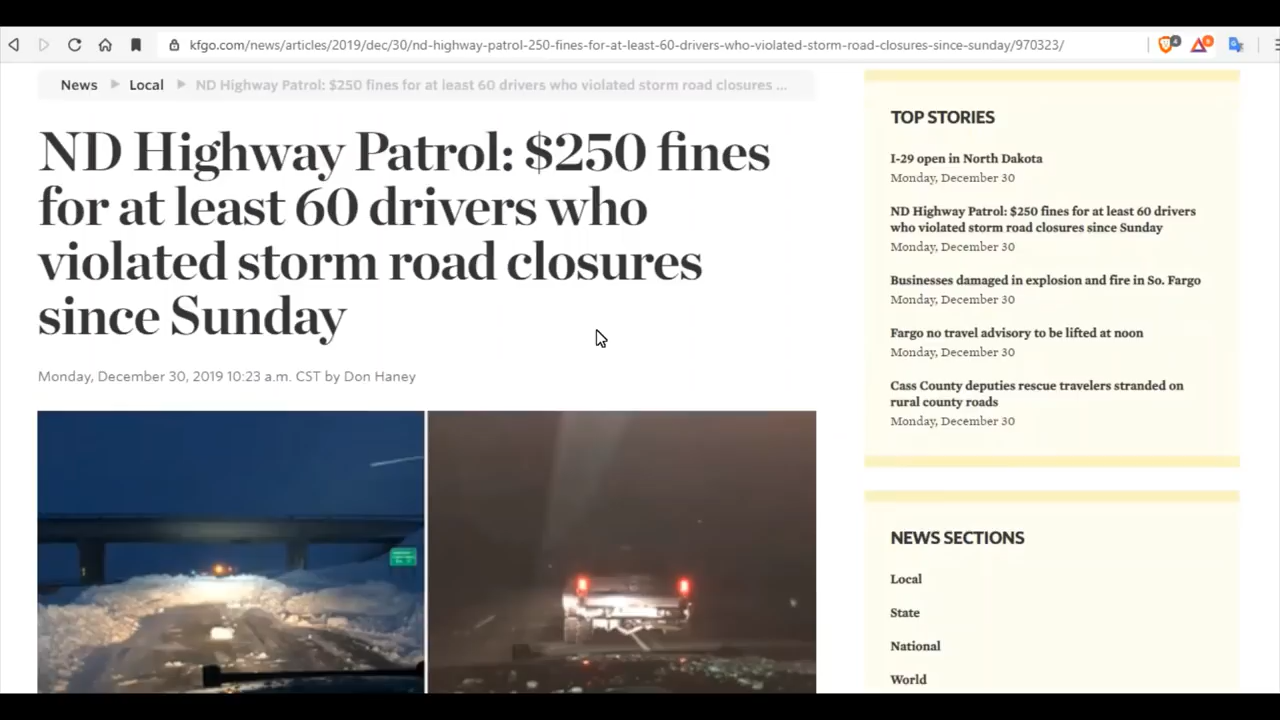 kfgo.com/news/articles/2019/dec/30/nd-highway-patrol-250-fines-for-at-least-60-drivers-who-violated-storm-road-closures-since-sunday/970323/
News Local ND Highway Patrol: $250 fines for at least 60 drivers who violated storm road closures ...
ND Highway Patrol: $250 fines
for at least 60 drivers who
violated storm road closures
since Sunday
Monday, December 30, 2019 10:23 a.m. CST by Don Haney
TOP STORIES
I-29 open in North Dakota
Monday, December 30
ND Highway Patrol: $250 fines for at least 60 drivers
who violated storm road closures since Sunday
Monday, December 30
Businesses damaged in explosion and fire in So. Fargo
Monday, December 30
Fargo no travel advisory to be lifted at noon
Monday, December 30
Cass County deputies rescue travelers stranded on
rural county roads
Monday, December 30
NEWS SECTIONS
Local
State
National
World